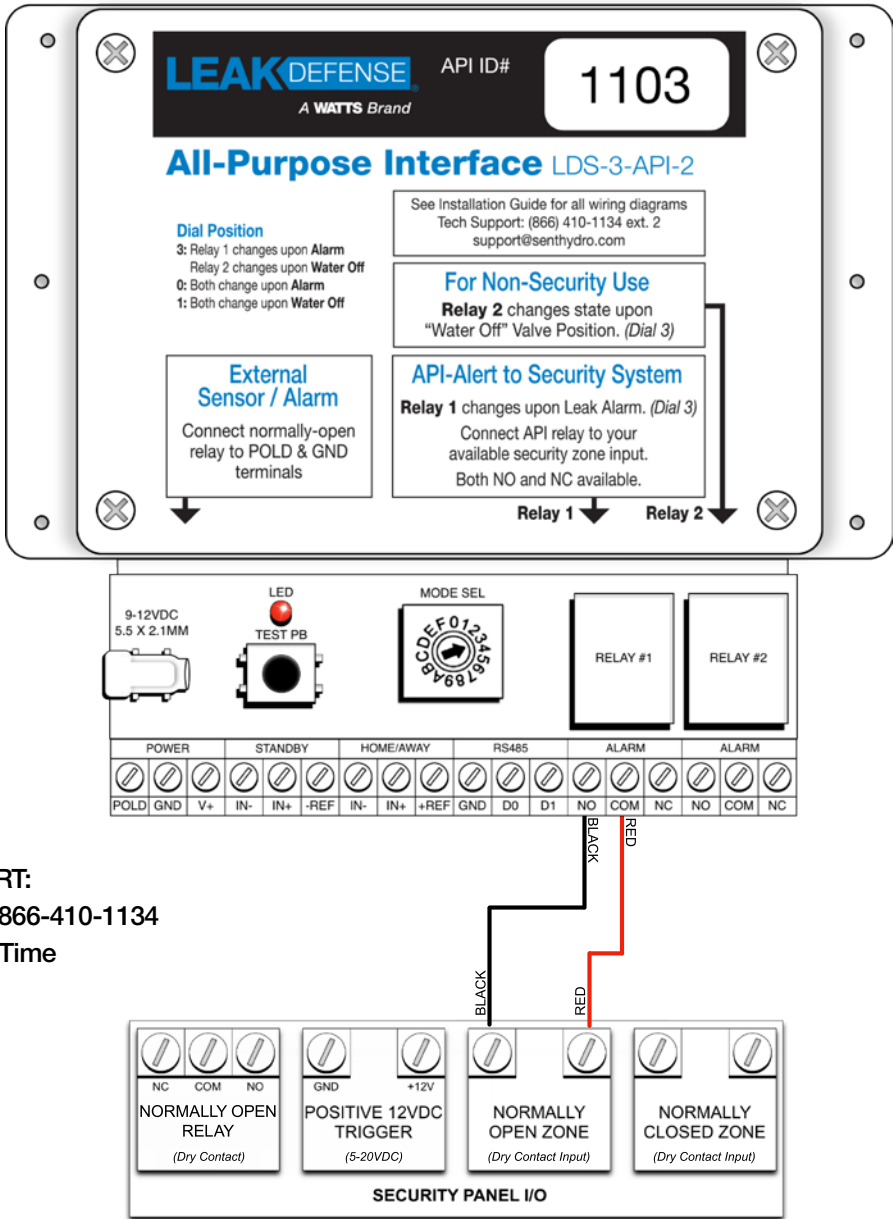 LEAK DEFENSE
API ID#
1103
A WATTS Brand
All-Purpose Interface LDS-3-API-2
See Installation Guide for all wiring diagrams
Tech Support: (866) 410-1134 ext. 2
support@senthydro.com
Dial Position
3: Relay 1 changes upon Alarm
Relay 2 changes upon Water Off
0: Both change upon Alarm
1: Both change upon Water Off
For Non-Security Use
Relay 2 changes state upon
“Water Off” Valve Position. (Dial 3)
External
Sensor / Alarm
Connect normally-open
relay to POLD & GND
terminals
API-Alert to Security System
Relay 1 changes upon Leak Alarm. (Dial 3)
Connect API relay to your
available security zone input.
Both NO and NC available.
Relay 1
Relay 2
9-12VDC
5.5 X 2.1MM
LED
TEST PB
MODE SEL
0123456789ABCDEF
RELAY #1
RELAY #2
POWER STANDBY HOME/AWAY RS485 ALARM ALARM
POLD GND V+ IN- IN+ -REF IN- IN+ +REF GND D0 D1 NO COM NC NO COM NC
BLACK
RED
RT:
866-410-1134
Time
BLACK
RED
NC COM NO
NORMALLY OPEN
RELAY
(Dry Contact)
GND +12V
POSITIVE 12VDC
TRIGGER
(5-20VDC)
NORMALLY
OPEN ZONE
(Dry Contact Input)
NORMALLY
CLOSED ZONE
(Dry Contact Input)
SECURITY PANEL I/O